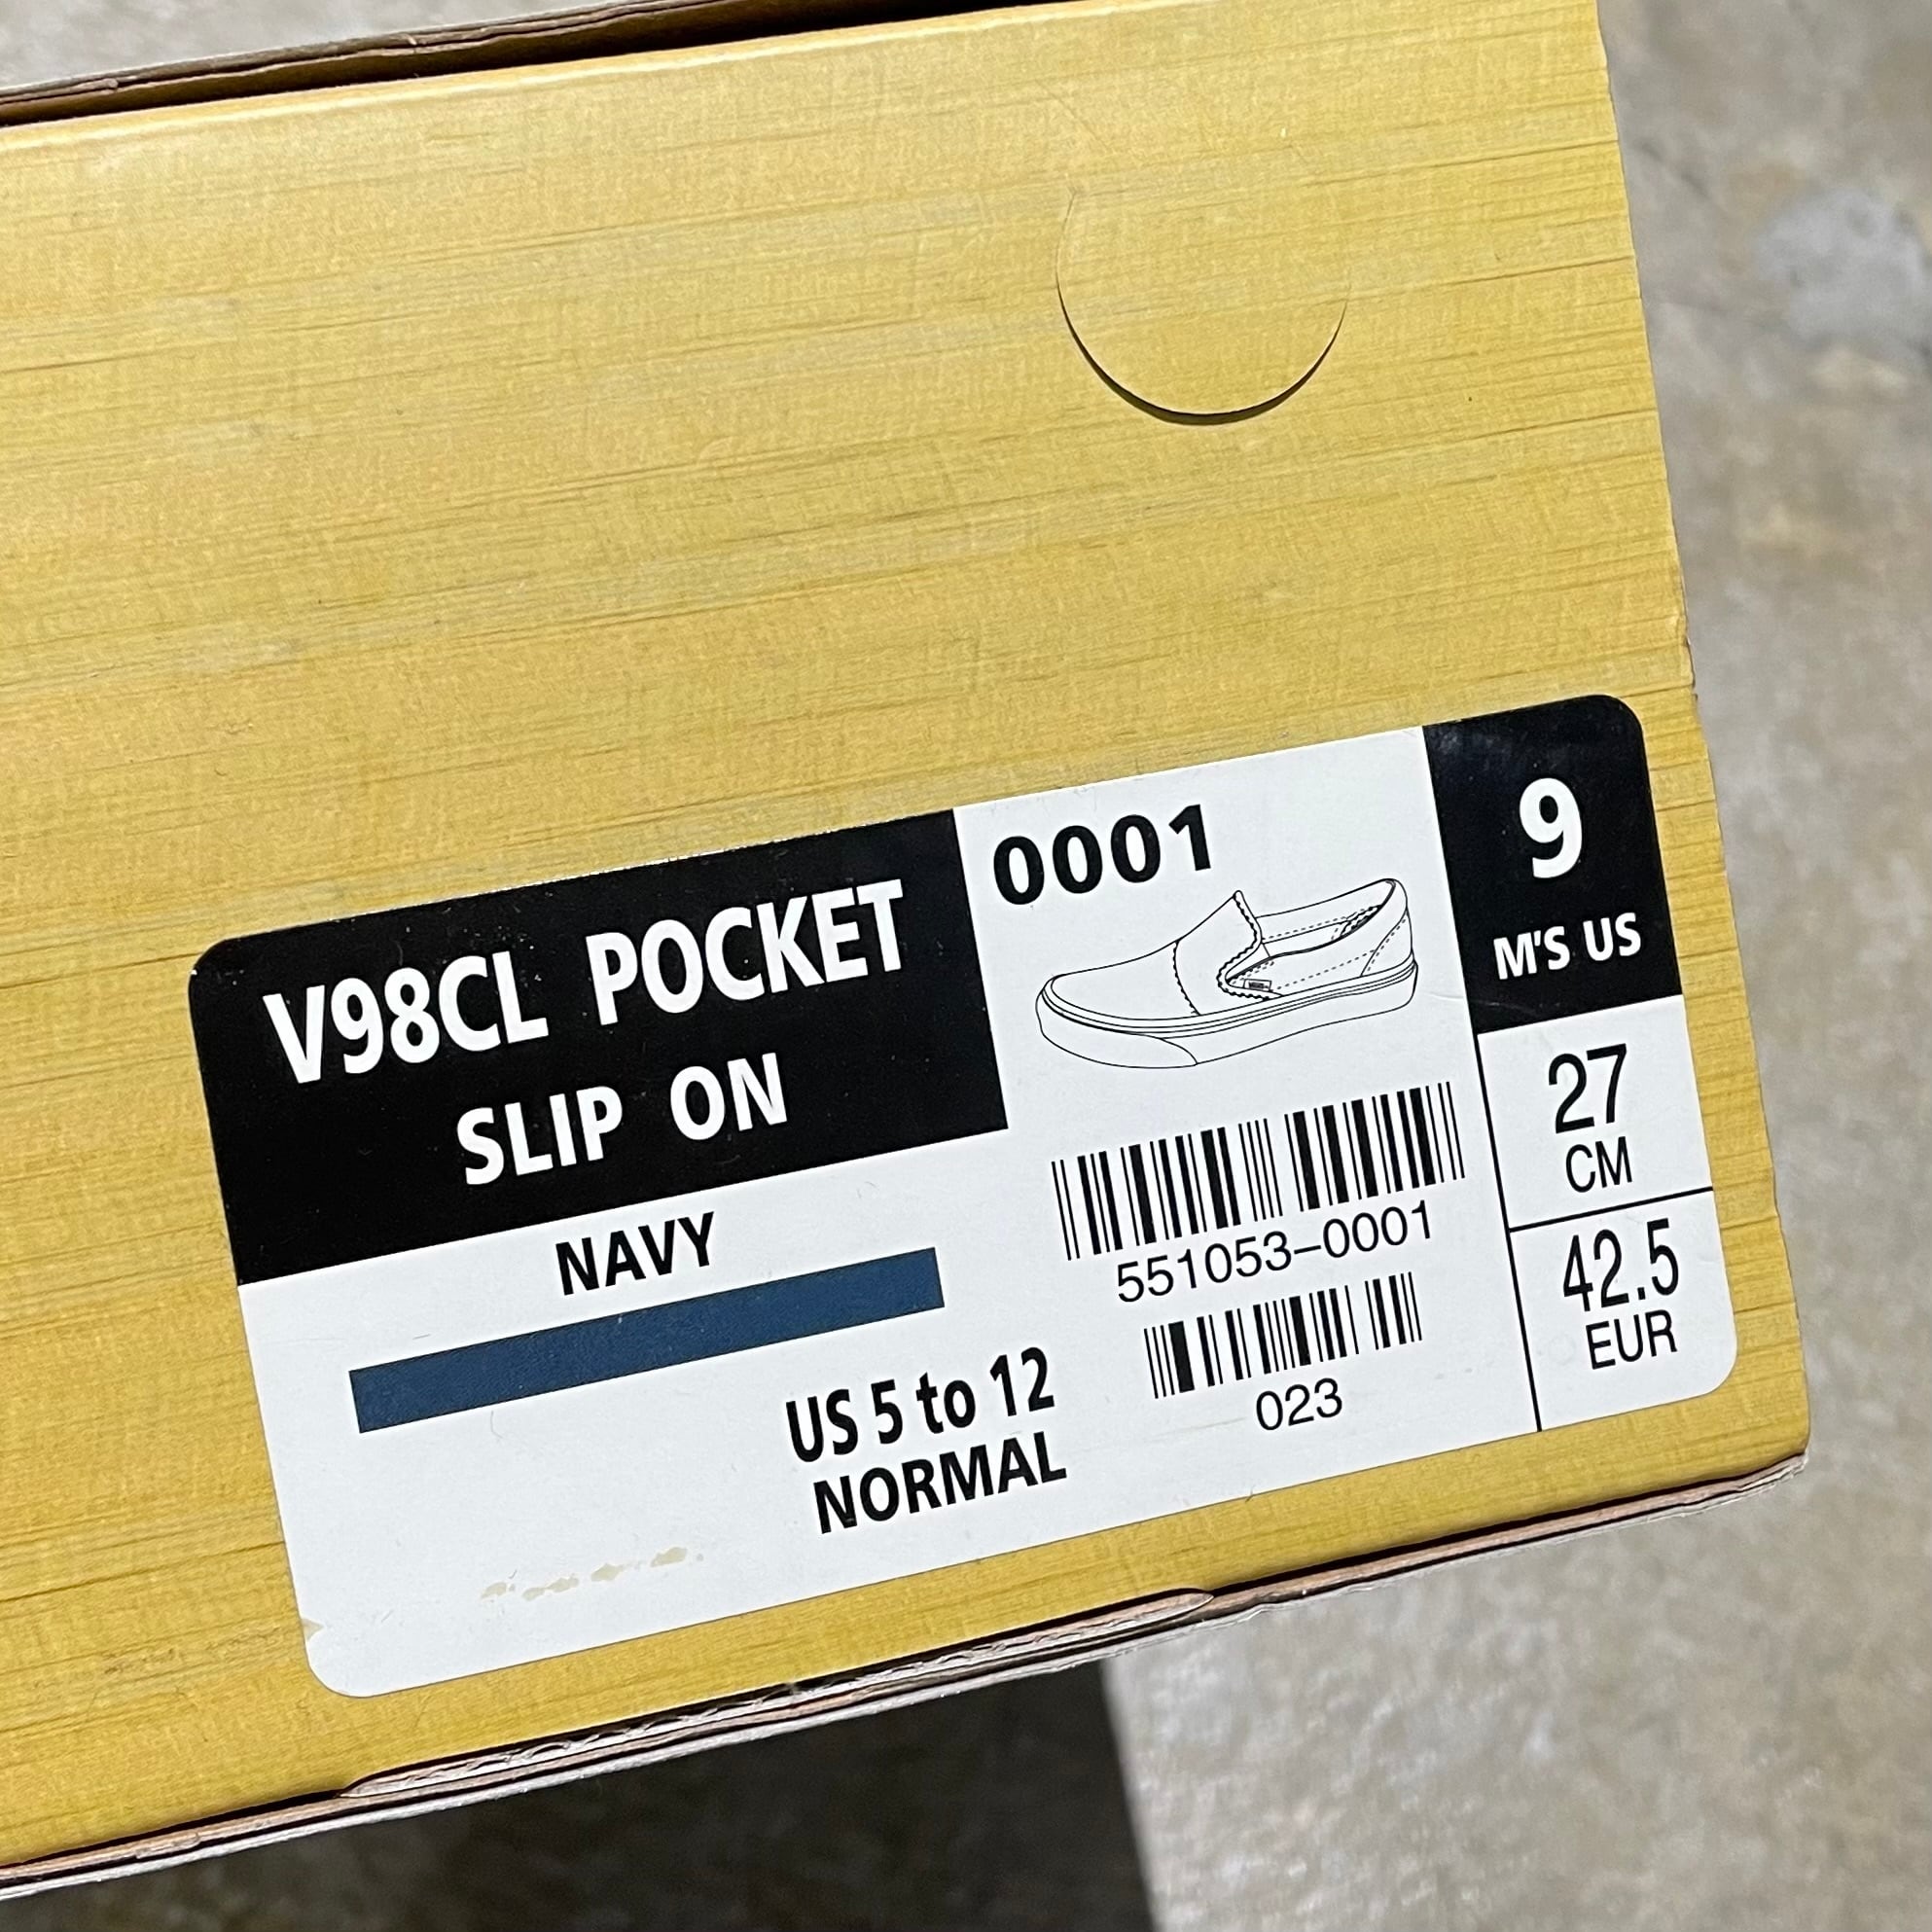 V98CL POCKET
SLIP ON
NAVY
US 5 to 12
NORMAL
0001
551053-0001
023
9
M'S US
27
CM
42.5
EUR